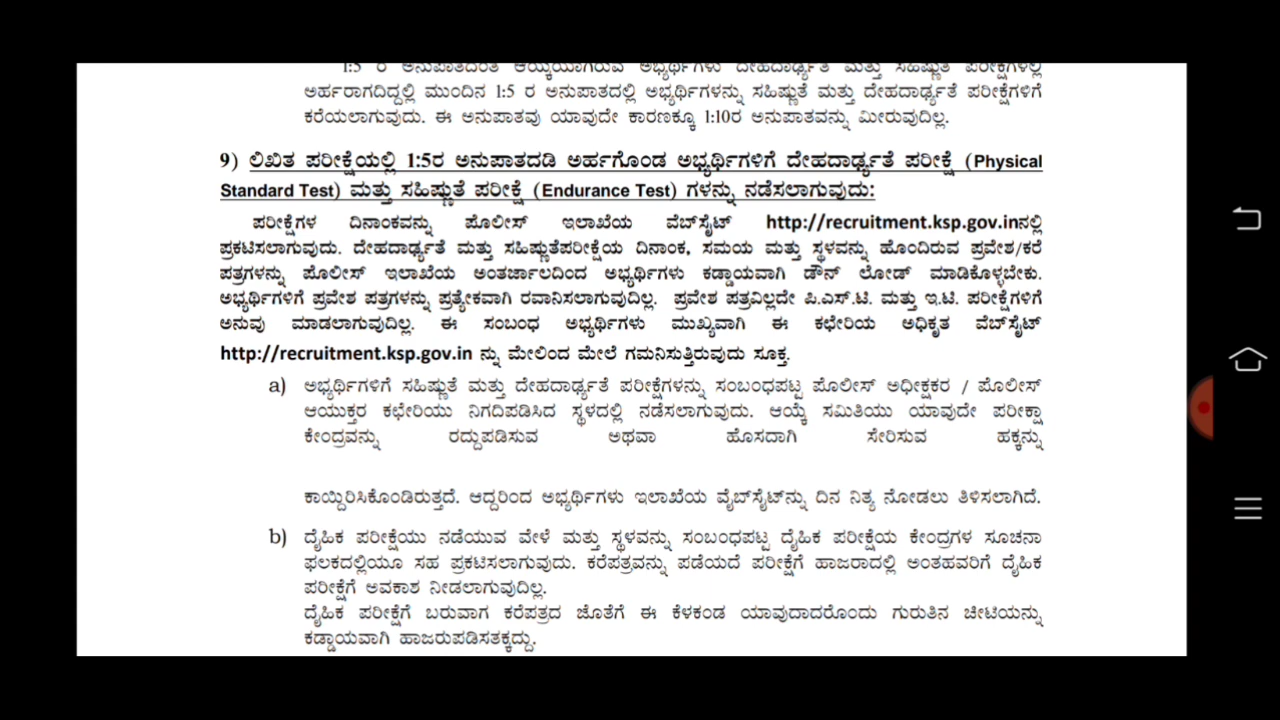 1:5 ರ ಅನುಪಾತದಂತೆ ಆಯ್ಕೆಯಾಗಿರುವ ಅಭ್ಯರ್ಥಿಗಳು ದೇಹದಾರ್ಢ್ಯತೆ ಮತ್ತು ಸಹಿಷ್ಣುತೆ ಪರೀಕ್ಷೆಗಳಲ್ಲಿ
ಅರ್ಹರಾಗದಿದ್ದಲ್ಲಿ ಮುಂದಿನ 1:5 ರ ಅನುಪಾತದಲ್ಲಿ ಅಭ್ಯರ್ಥಿಗಳನ್ನು ಸಹಿಷ್ಣುತೆ ಮತ್ತು ದೇಹದಾರ್ಢ್ಯತೆ ಪರೀಕ್ಷೆಗಳಿಗೆ
ಕರೆಯಲಾಗುವುದು. ಈ ಅನುಪಾತವು ಯಾವುದೇ ಕಾರಣಕ್ಕೂ 1:10ರ ಅನುಪಾತವನ್ನು ಮೀರುವುದಿಲ್ಲ.
9) ಲಿಖಿತ ಪರೀಕ್ಷೆಯಲ್ಲಿ 1:5ರ ಅನುಪಾತದಡಿ ಅರ್ಹಗೊಂಡ ಅಭ್ಯರ್ಥಿಗಳಿಗೆ ದೇಹದಾರ್ಢ್ಯತೆ ಪರೀಕ್ಷೆ (Physical
Standard Test) ಮತ್ತು ಸಹಿಷ್ಣುತೆ ಪರೀಕ್ಷೆ (Endurance Test) ಗಳನ್ನು ನಡೆಸಲಾಗುವುದು:
ಪರೀಕ್ಷೆಗಳ ದಿನಾಂಕವನ್ನು ಪೊಲೀಸ್ ಇಲಾಖೆಯ ವೆಬ್‌ಸೈಟ್ http://recruitment.ksp.gov.inನಲ್ಲಿ
ಪ್ರಕಟಿಸಲಾಗುವುದು. ದೇಹದಾರ್ಢ್ಯತೆ ಮತ್ತು ಸಹಿಷ್ಣುತೆಪರೀಕ್ಷೆಯ ದಿನಾಂಕ, ಸಮಯ ಮತ್ತು ಸ್ಥಳವನ್ನು ಹೊಂದಿರುವ ಪ್ರವೇಶ/ಕರೆ
ಪತ್ರಗಳನ್ನು ಪೊಲೀಸ್ ಇಲಾಖೆಯ ಅಂತರ್ಜಾಲದಿಂದ ಅಭ್ಯರ್ಥಿಗಳು ಕಡ್ಡಾಯವಾಗಿ ಡೌನ್ ಲೋಡ್ ಮಾಡಿಕೊಳ್ಳಬೇಕು.
ಅಭ್ಯರ್ಥಿಗಳಿಗೆ ಪ್ರವೇಶ ಪತ್ರಗಳನ್ನು ಪ್ರತ್ಯೇಕವಾಗಿ ರವಾನಿಸಲಾಗುವುದಿಲ್ಲ. ಪ್ರವೇಶ ಪತ್ರವಿಲ್ಲದೇ ಪಿ.ಎಸ್.ಟಿ. ಮತ್ತು ಇ.ಟಿ. ಪರೀಕ್ಷೆಗಳಿಗೆ
ಅನುವು ಮಾಡಲಾಗುವುದಿಲ್ಲ. ಈ ಸಂಬಂಧ ಅಭ್ಯರ್ಥಿಗಳು ಮುಖ್ಯವಾಗಿ ಈ ಕಛೇರಿಯ ಅಧಿಕೃತ ವೆಬ್‌ಸೈಟ್
http://recruitment.ksp.gov.in ನ್ನು ಮೇಲಿಂದ ಮೇಲೆ ಗಮನಿಸುತ್ತಿರುವುದು ಸೂಕ್ತ.
a) ಅಭ್ಯರ್ಥಿಗಳಿಗೆ ಸಹಿಷ್ಣುತೆ ಮತ್ತು ದೇಹದಾರ್ಢ್ಯತೆ ಪರೀಕ್ಷೆಗಳನ್ನು ಸಂಬಂಧಪಟ್ಟ ಪೊಲೀಸ್ ಅಧೀಕ್ಷಕರ / ಪೊಲೀಸ್
ಆಯುಕ್ತರ ಕಛೇರಿಯು ನಿಗದಿಪಡಿಸಿದ ಸ್ಥಳದಲ್ಲಿ ನಡೆಸಲಾಗುವುದು. ಆಯ್ಕೆ ಸಮಿತಿಯು ಯಾವುದೇ ಪರೀಕ್ಷಾ
ಕೇಂದ್ರವನ್ನು ರದ್ದುಪಡಿಸುವ ಅಥವಾ ಹೊಸದಾಗಿ ಸೇರಿಸುವ ಹಕ್ಕನ್ನು
ಕಾಯ್ದಿರಿಸಿಕೊಂಡಿರುತ್ತದೆ. ಆದ್ದರಿಂದ ಅಭ್ಯರ್ಥಿಗಳು ಇಲಾಖೆಯ ವೈಬ್‌ಸೈಟ್‌ನ್ನು ದಿನ ನಿತ್ಯ ನೋಡಲು ತಿಳಿಸಲಾಗಿದೆ.
b) ದೈಹಿಕ ಪರೀಕ್ಷೆಯು ನಡೆಯುವ ವೇಳೆ ಮತ್ತು ಸ್ಥಳವನ್ನು ಸಂಬಂಧಪಟ್ಟ ದೈಹಿಕ ಪರೀಕ್ಷೆಯ ಕೇಂದ್ರಗಳ ಸೂಚನಾ
ಫಲಕದಲ್ಲಿಯೂ ಸಹ ಪ್ರಕಟಿಸಲಾಗುವುದು. ಕರೆಪತ್ರವನ್ನು ಪಡೆಯದೆ ಪರೀಕ್ಷೆಗೆ ಹಾಜರಾದಲ್ಲಿ ಅಂತಹವರಿಗೆ ದೈಹಿಕ
ಪರೀಕ್ಷೆಗೆ ಅವಕಾಶ ನೀಡಲಾಗುವುದಿಲ್ಲ.
ದೈಹಿಕ ಪರೀಕ್ಷೆಗೆ ಬರುವಾಗ ಕರೆಪತ್ರದ ಜೊತೆಗೆ ಈ ಕೆಳಕಂಡ ಯಾವುದಾದರೊಂದು ಗುರುತಿನ ಚೀಟಿಯನ್ನು
ಕಡ್ಡಾಯವಾಗಿ ಹಾಜರುಪಡಿಸತಕ್ಕದ್ದು.